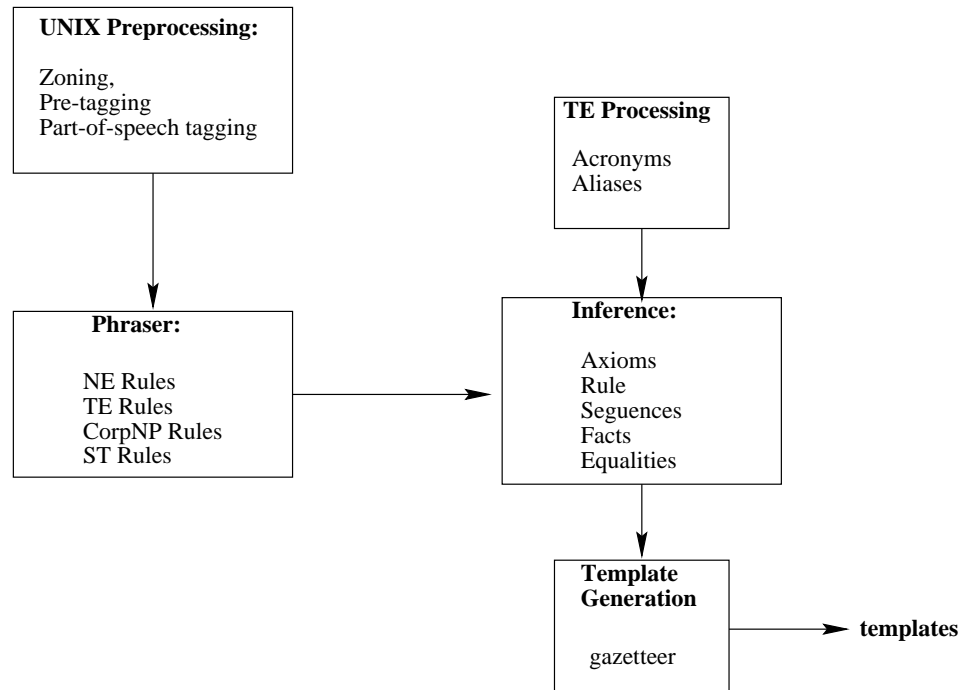 UNIX Preprocessing:
Zoning,
Pre-tagging
Part-of-speech tagging
TE Processing
Acronyms
Aliases
Phraser:
NE Rules
TE Rules
CorpNP Rules
ST Rules
Inference:
Axioms
Rule
Seguences
Facts
Equalities
Template
Generation
gazetteer
templates